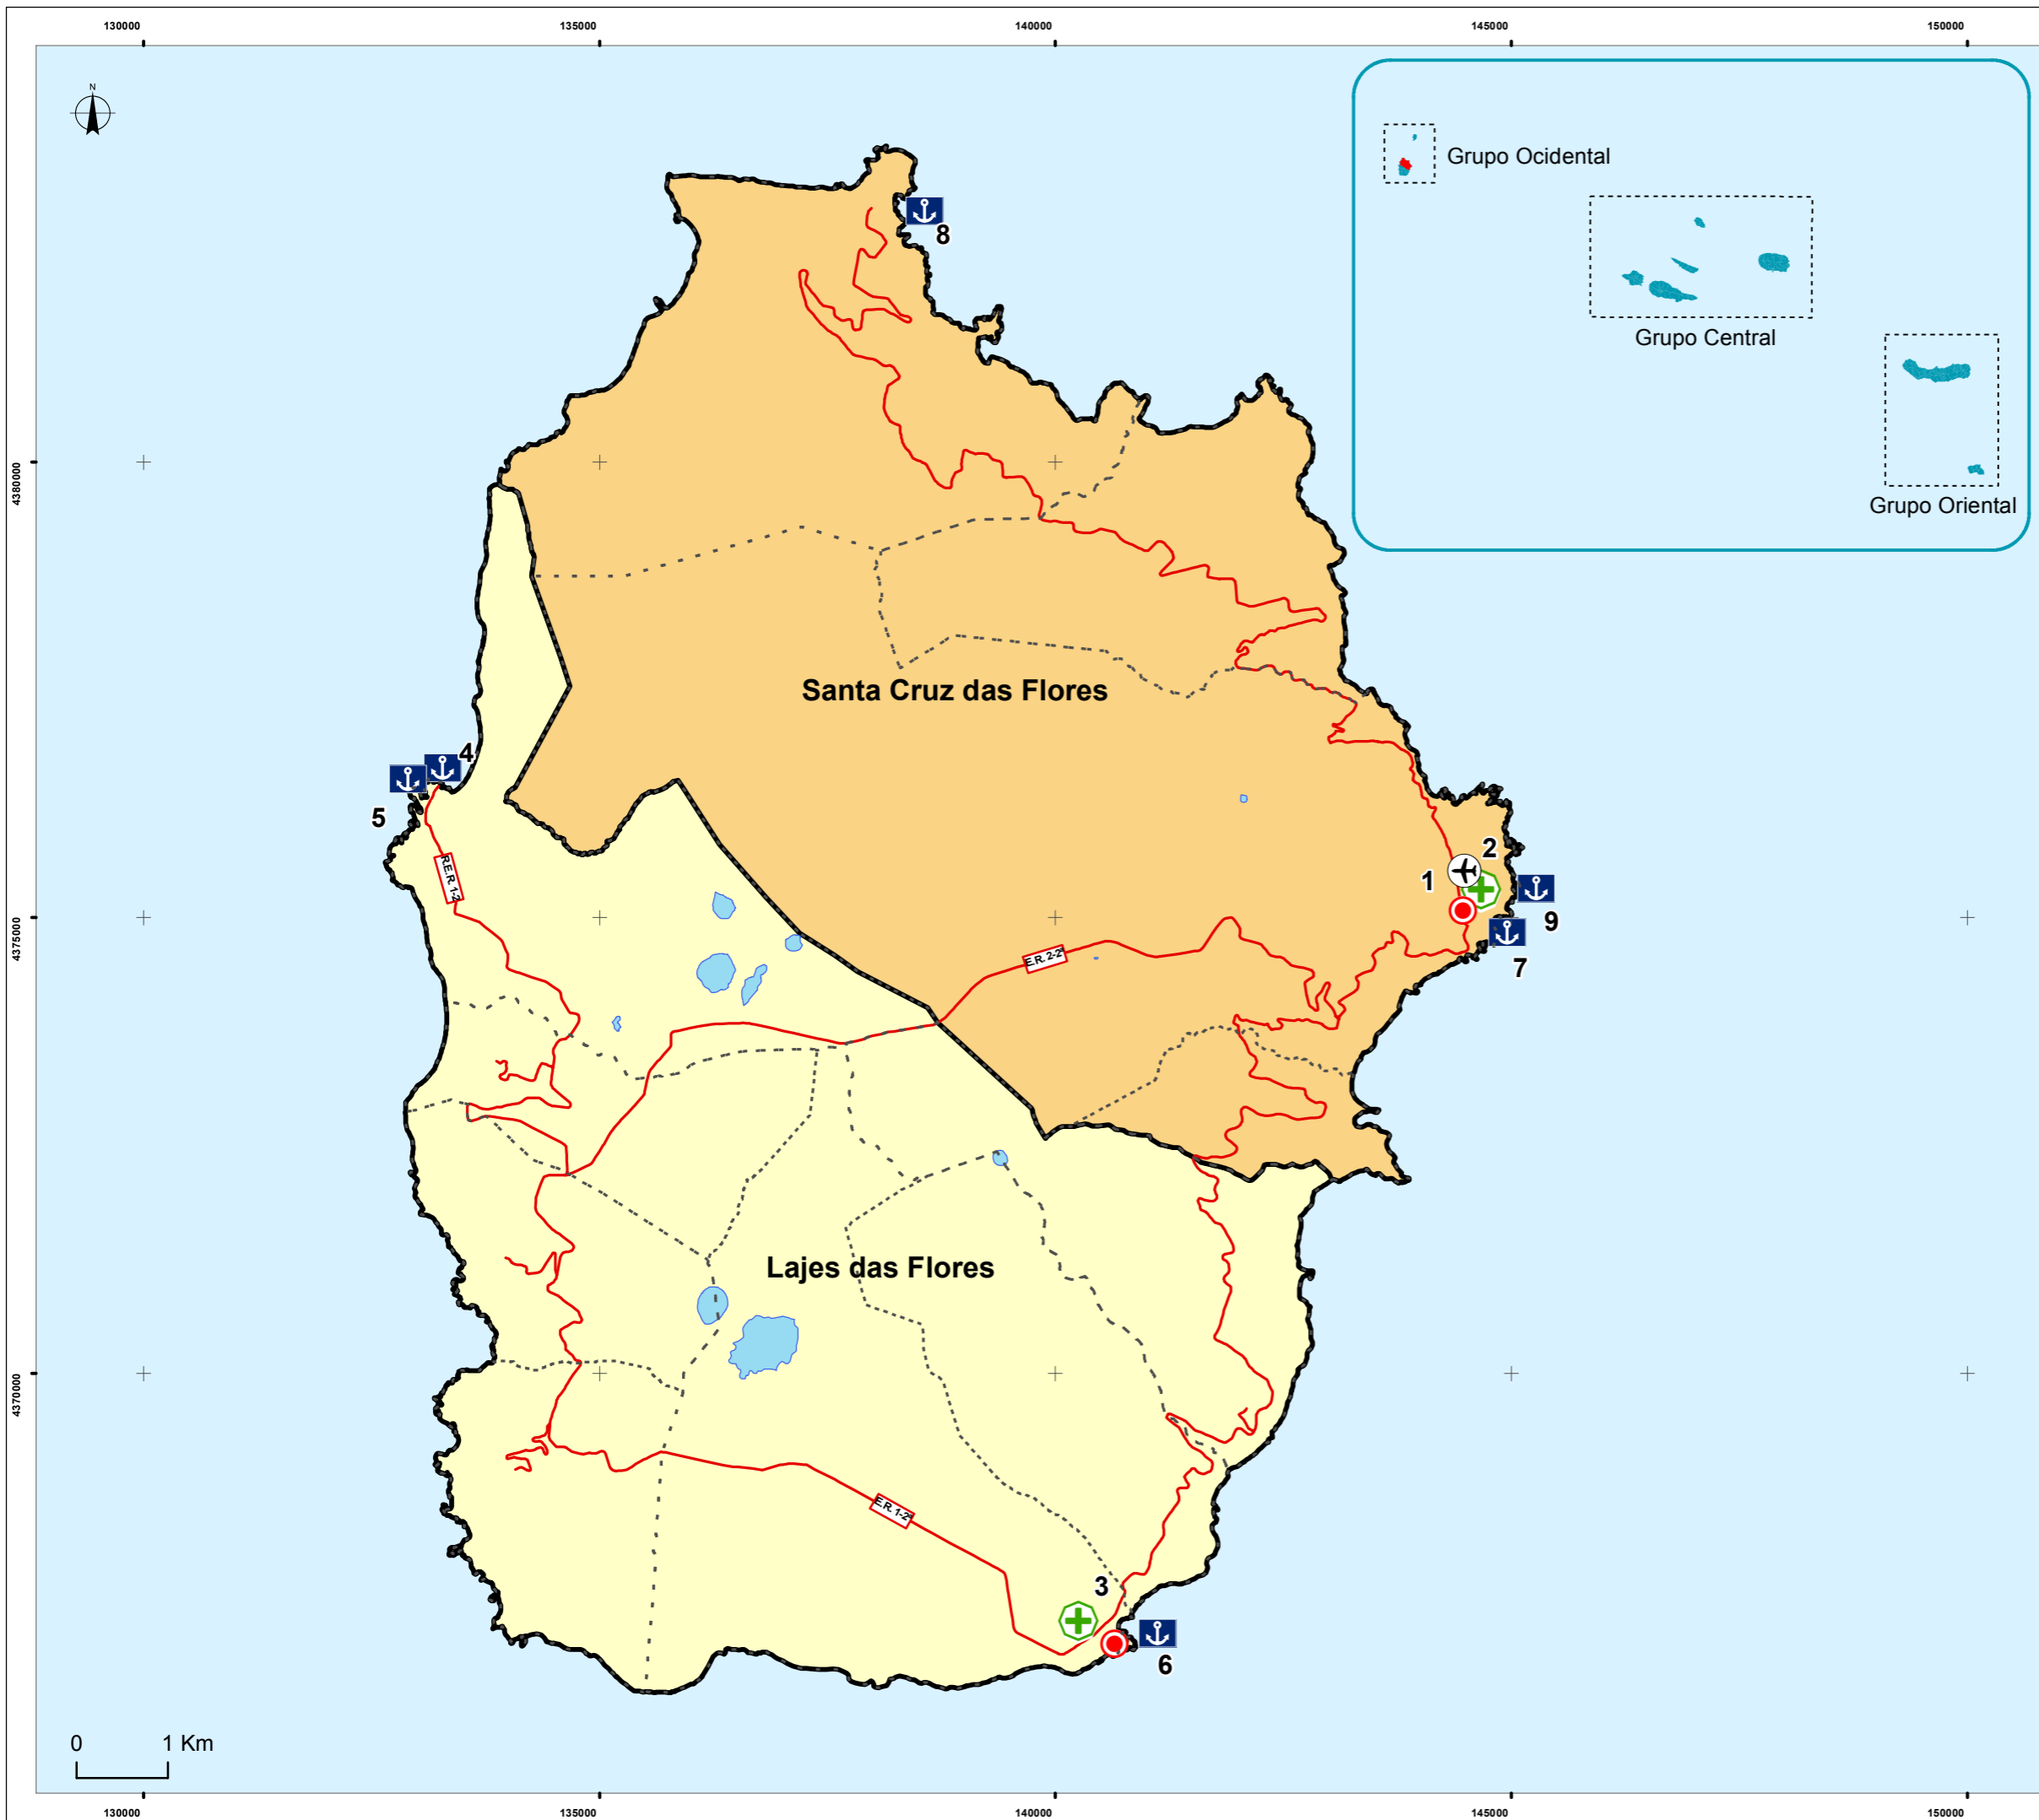 130000 135000 140000 145000 150000
N
Grupo Ocidental
Grupo Central
Grupo Oriental
8
4380000
Santa Cruz das Flores
4
5
R.E.R. 1-2
2
1
9
7
4375000
E.R. 2-2ª
Lajes das Flores
4370000
E.R. 1-2ª
3
6
0 1 Km
130000 135000 140000 145000 150000